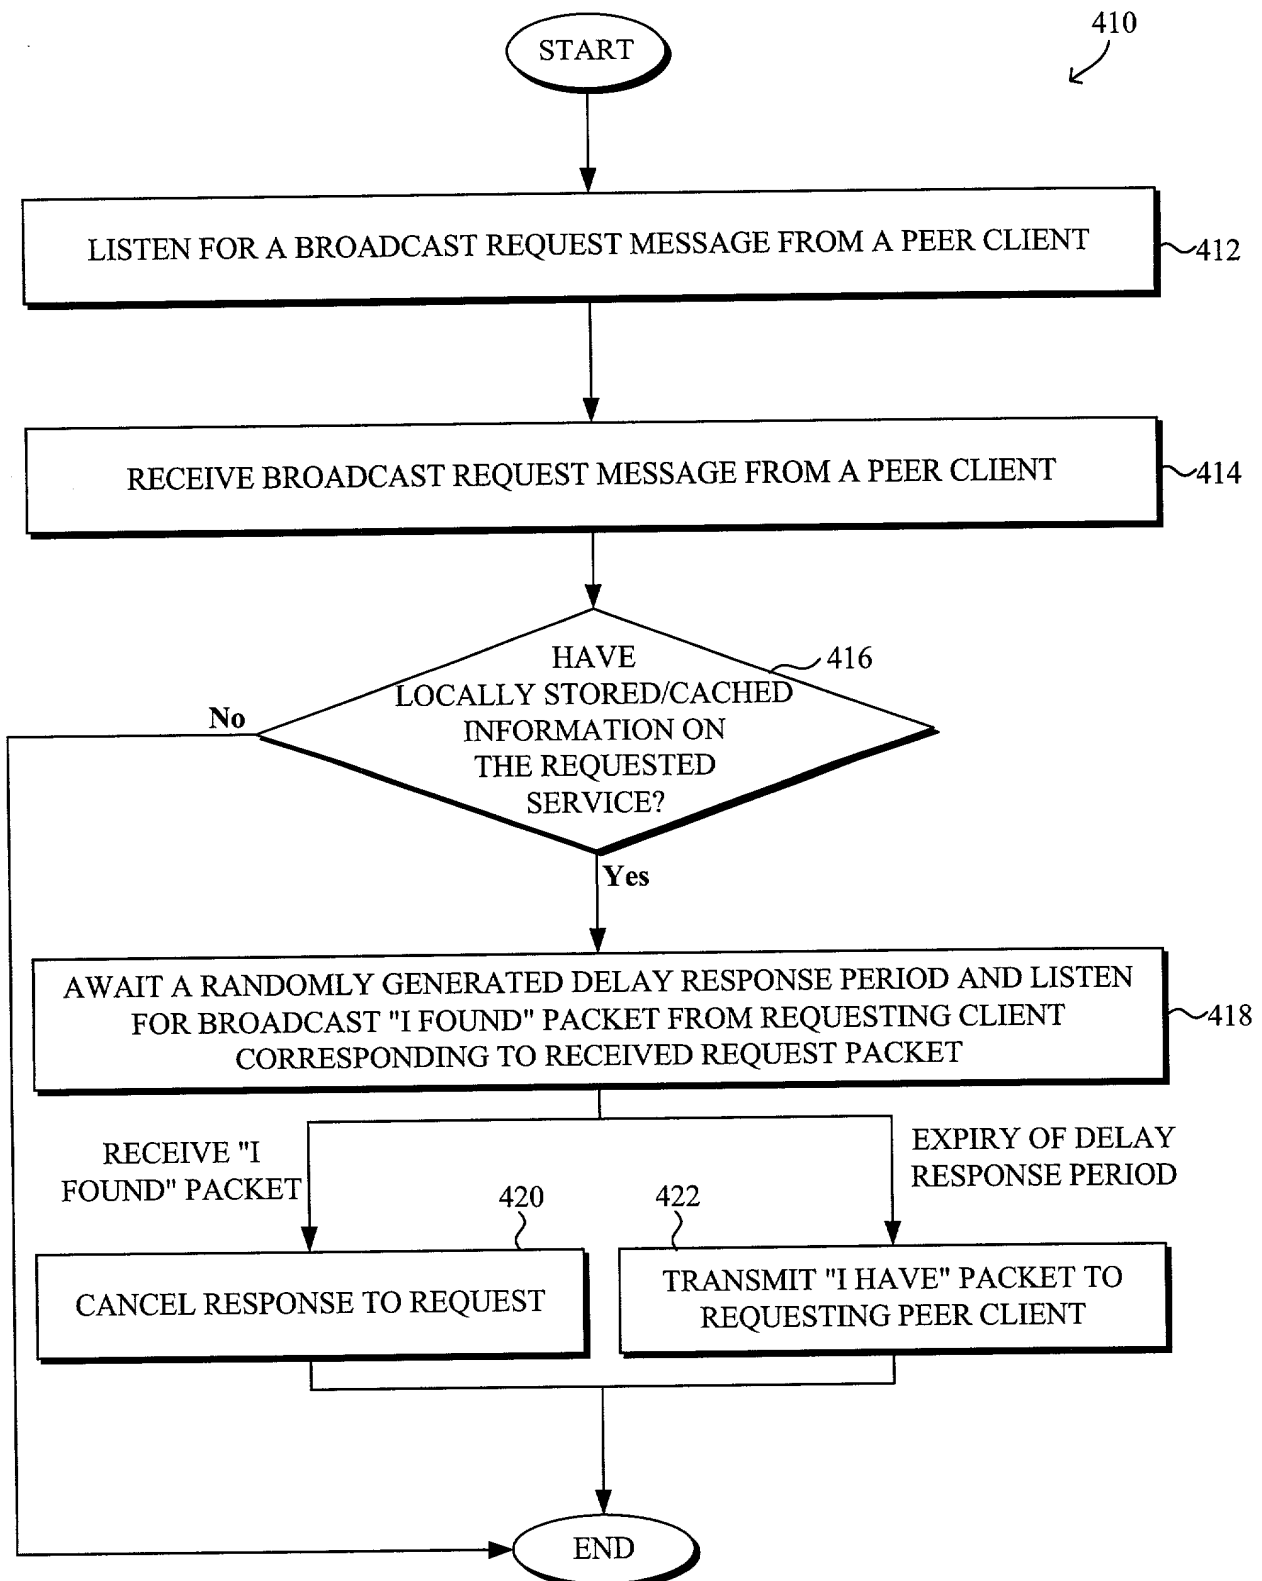 START
410
LISTEN FOR A BROADCAST REQUEST MESSAGE FROM A PEER CLIENT
412
RECEIVE BROADCAST REQUEST MESSAGE FROM A PEER CLIENT
414
HAVE
LOCALLY STORED/CACHED
INFORMATION ON
THE REQUESTED
SERVICE?
416
No
Yes
AWAIT A RANDOMLY GENERATED DELAY RESPONSE PERIOD AND LISTEN
FOR BROADCAST "I FOUND" PACKET FROM REQUESTING CLIENT
CORRESPONDING TO RECEIVED REQUEST PACKET
418
RECEIVE "I
FOUND" PACKET
EXPIRY OF DELAY
RESPONSE PERIOD
420
422
CANCEL RESPONSE TO REQUEST
TRANSMIT "I HAVE" PACKET TO
REQUESTING PEER CLIENT
END